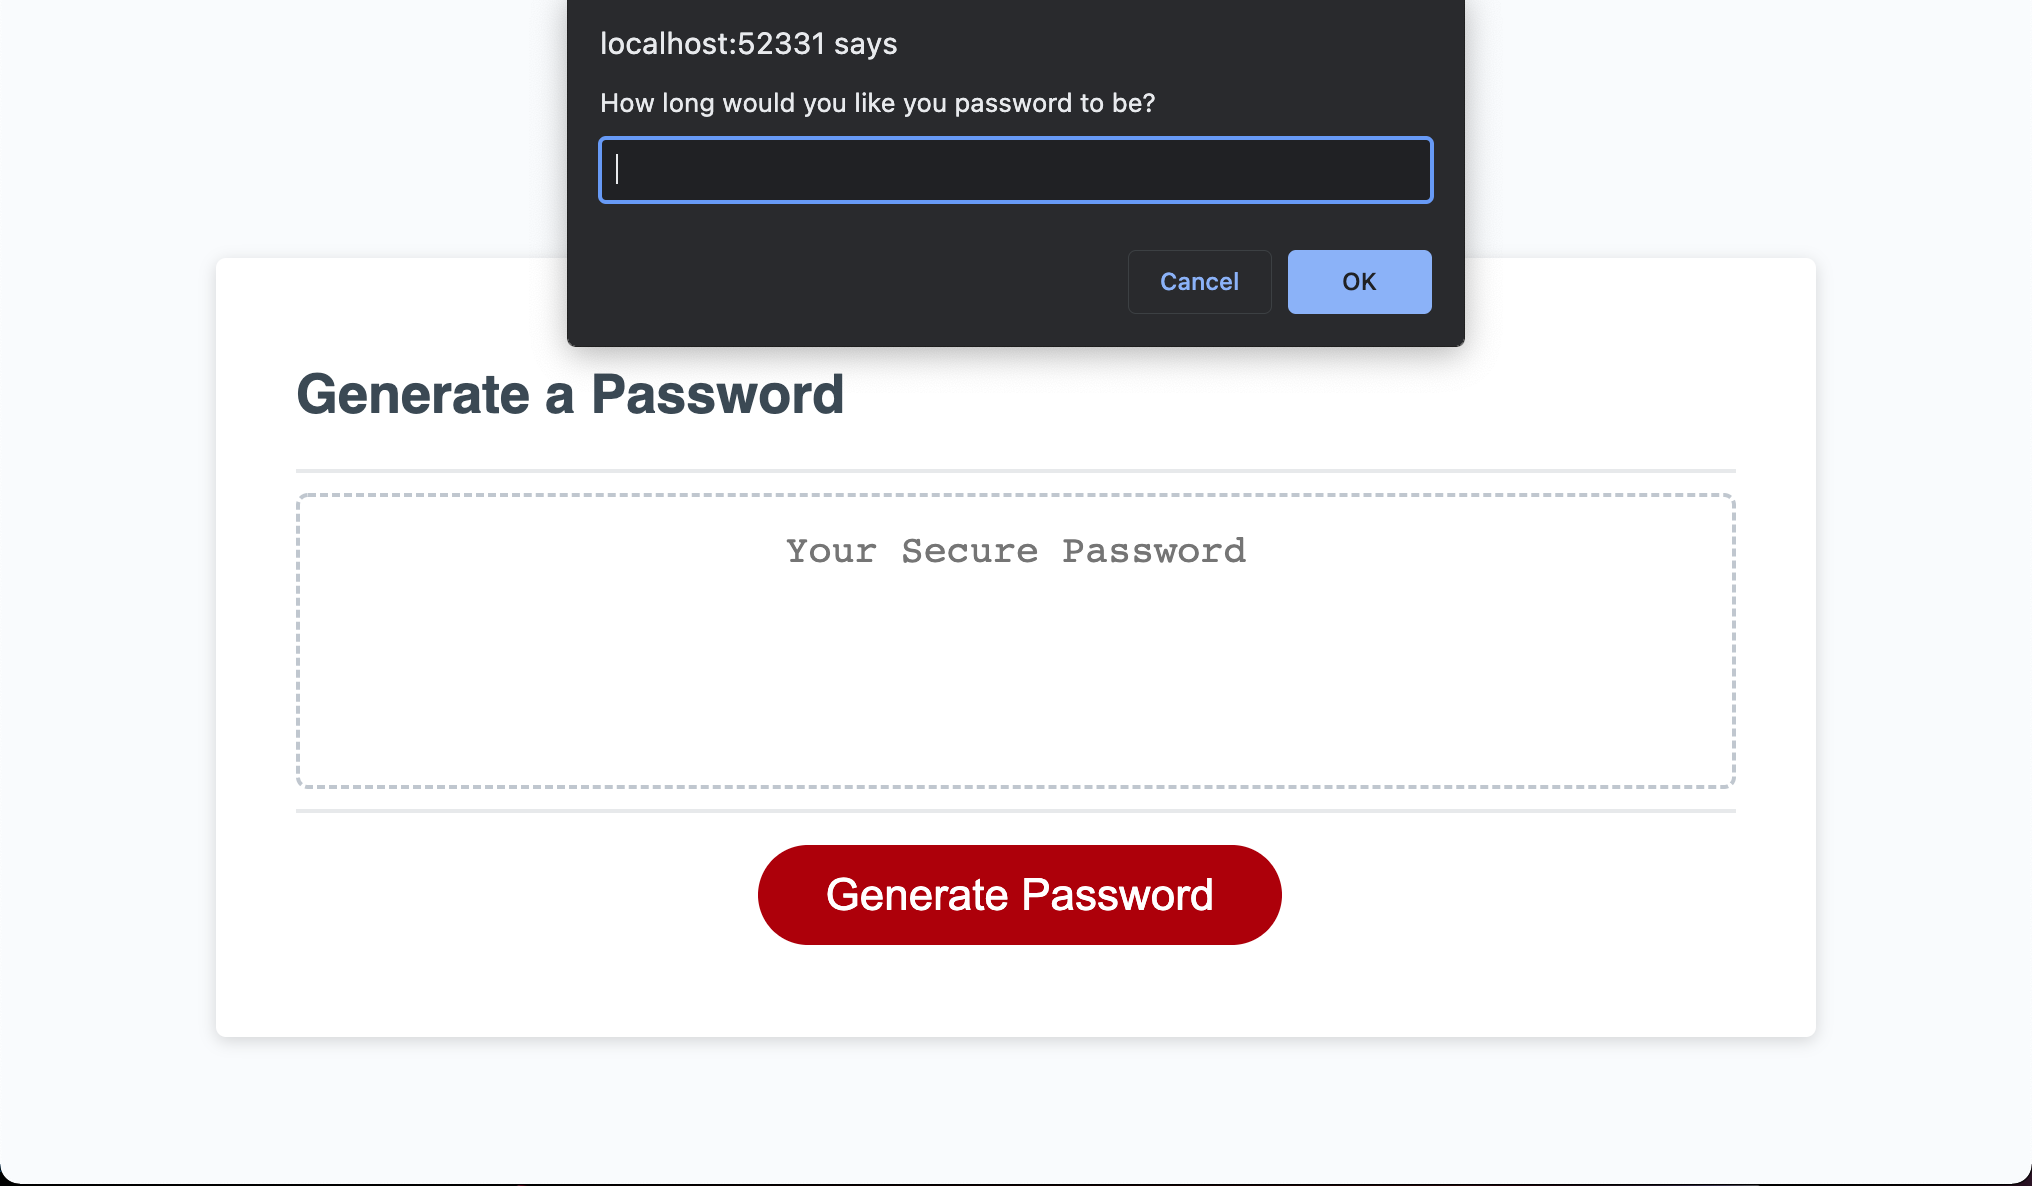 localhost:52331 says
How long would you like you password to be?
Cancel
OK
Generate a Password
Your Secure Password
Generate Password